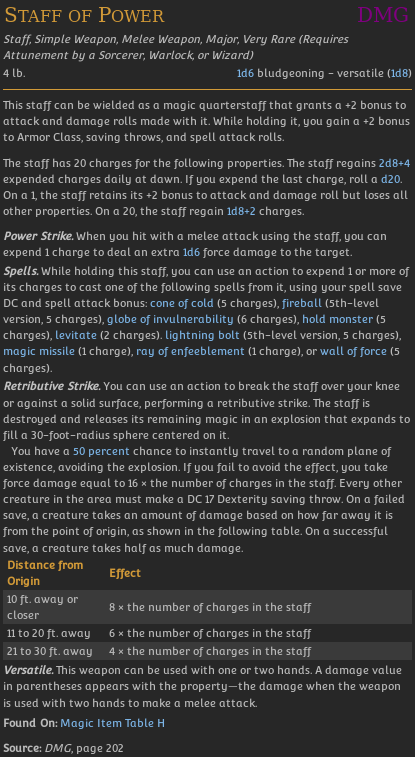 Staff of Power DMG
Staff, Simple Weapon, Melee Weapon, Major, Very Rare (Requires
Attunement by a Sorcerer, Warlock, or Wizard)
4 lb. 1d6 bludgeoning - versatile (1d8)
This staff can be wielded as a magic quarterstaff that grants a +2 bonus to
attack and damage rolls made with it. While holding it, you gain a +2 bonus
to Armor Class, saving throws, and spell attack rolls.
The staff has 20 charges for the following properties. The staff regains 2d8+4
expended charges daily at dawn. If you expend the last charge, roll a d20.
On a 1, the staff retains its +2 bonus to attack and damage roll but loses all
other properties. On a 20, the staff regain 1d8+2 charges.
Power Strike. When you hit with a melee attack using the staff, you can
expend 1 charge to deal an extra 1d6 force damage to the target.
Spells. While holding this staff, you can use an action to expend 1 or more of
its charges to cast one of the following spells from it, using your spell save
DC and spell attack bonus: cone of cold (5 charges), fireball (5th-level
version, 5 charges), globe of invulnerability (6 charges), hold monster (5
charges), levitate (2 charges). lightning bolt (5th-level version, 5 charges),
magic missile (1 charge), ray of enfeeblement (1 charge), or wall of force (5
charges).
Retributive Strike. You can use an action to break the staff over your knee
or against a solid surface, performing a retributive strike. The staff is
destroyed and releases its remaining magic in an explosion that expands to
fill a 30-foot-radius sphere centered on it.
You have a 50 percent chance to instantly travel to a random plane of
existence, avoiding the explosion. If you fail to avoid the effect, you take
force damage equal to 16 × the number of charges in the staff. Every other
creature in the area must make a DC 17 Dexterity saving throw. On a failed
save, a creature takes an amount of damage based on how far away it is
from the point of origin, as shown in the following table. On a successful
save, a creature takes half as much damage.
Distance from
Origin
Effect
10 ft. away or
closer
8 × the number of charges in the staff
11 to 20 ft. away 6 × the number of charges in the staff
21 to 30 ft. away 4 × the number of charges in the staff
Versatile. This weapon can be used with one or two hands. A damage value
in parentheses appears with the property—the damage when the weapon
is used with two hands to make a melee attack.
Found On: Magic Item Table H
Source: DMG, page 202